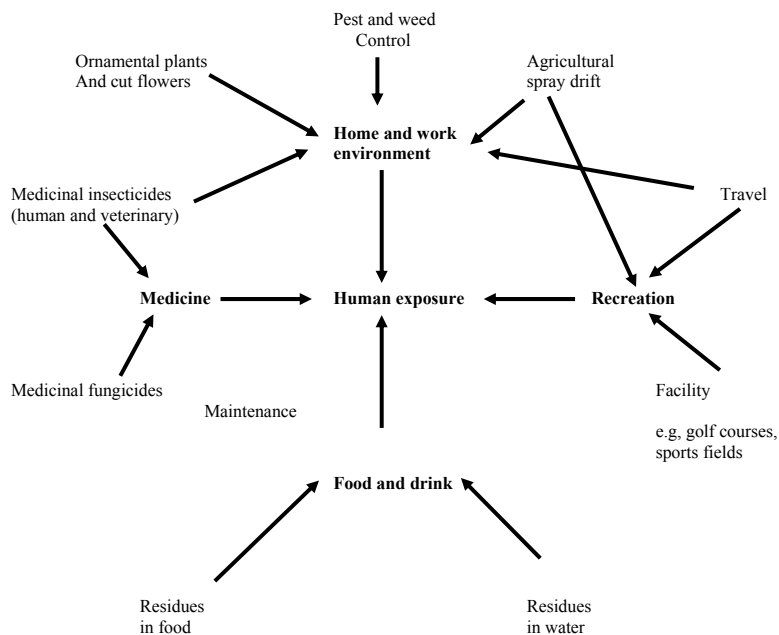 Pest and weed
Control
Ornamental plants
And cut flowers
Agricultural
spray drift
Home and work
environment
Medicinal insecticides
(human and veterinary)
Travel
Medicine
Human exposure
Recreation
Medicinal fungicides
Maintenance
Facility
e.g, golf courses,
sports fields
Food and drink
Residues
in food
Residues
in water